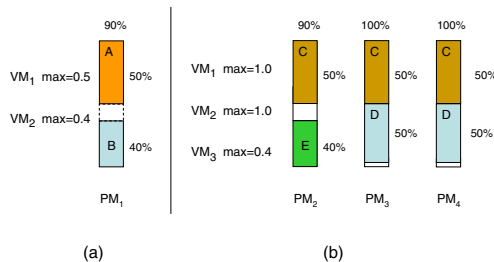 90%
90%
100%
100%
A
C
C
C
VM1 max=0.5
50%
VM1 max=1.0
50%
50%
50%
VM2 max=0.4
VM2 max=1.0
D
D
B
40%
VM3 max=0.4
E
40%
50%
50%
PM1
PM2
PM3
PM4
(a)
(b)